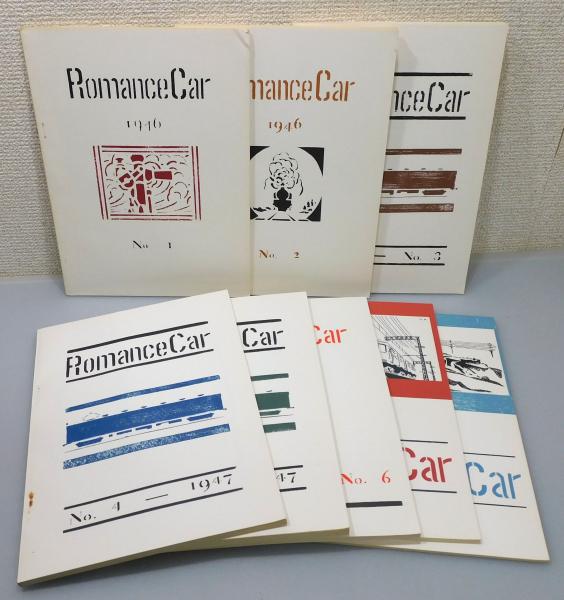 RomanceCar
1946
No. 1
manceCar
1946
No. 2
nceCar
— No. 3
RomanceCar
No. 4 — 1947
Car
47
Car
No. 6
Car
Car